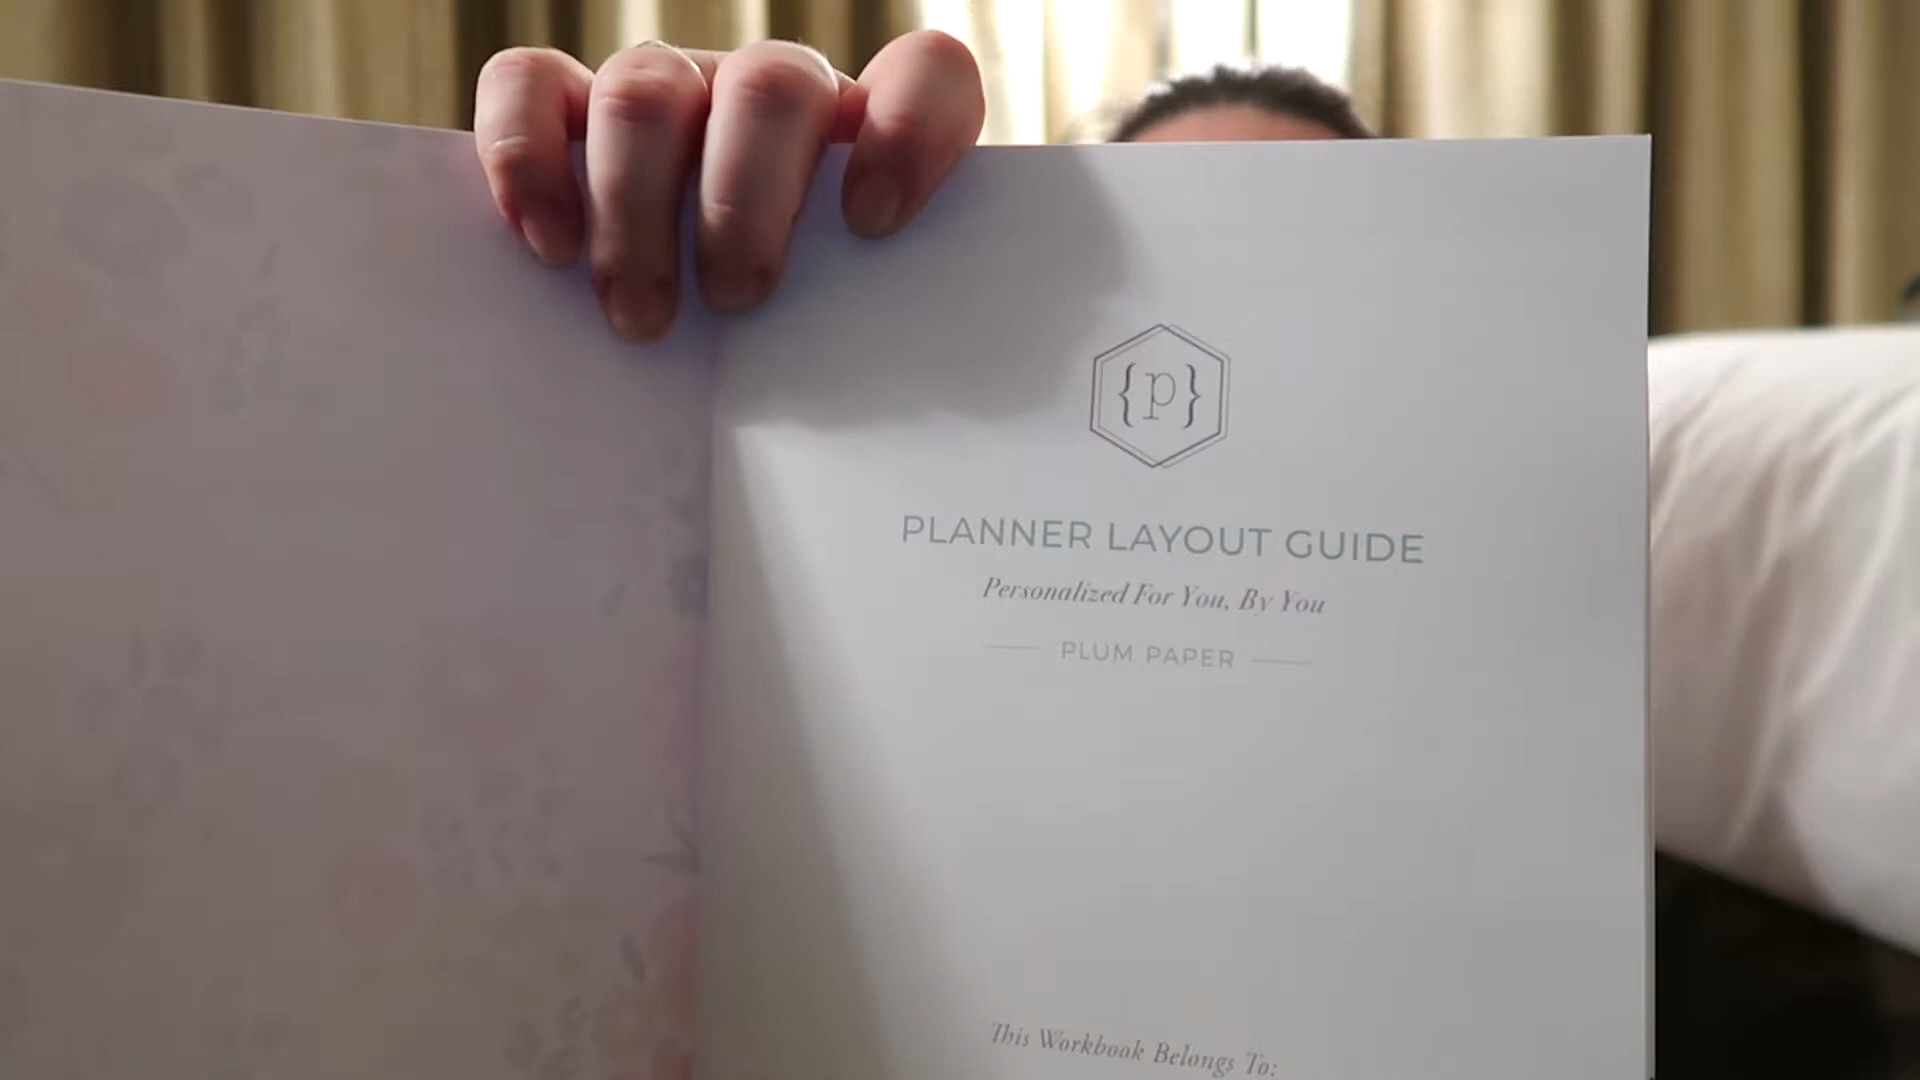 {p}
PLANNER LAYOUT GUIDE
Personalized For You, By You
PLUM PAPER
This Workbook Belongs To: